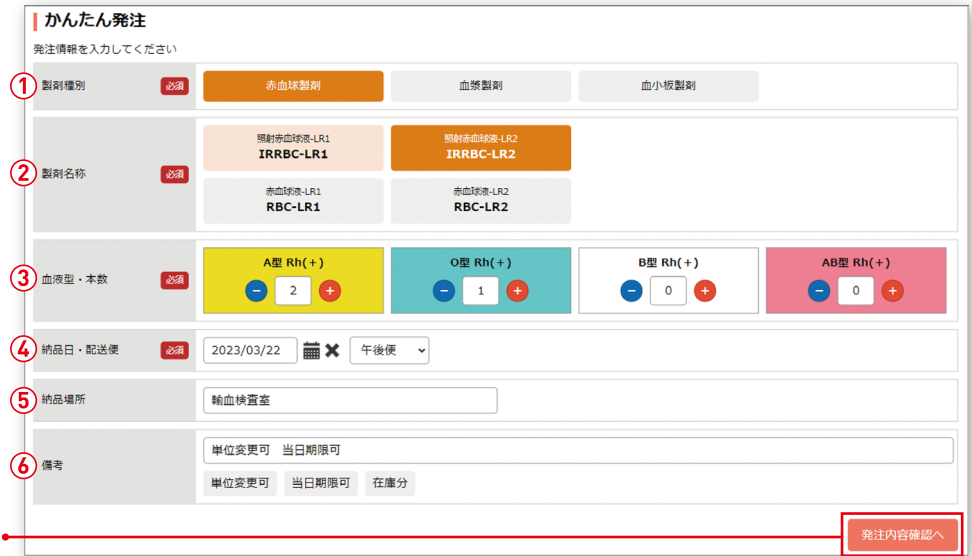 かんたん発注
発注情報を入力してください
① 製剤種別 必須 赤血球製剤 血漿製剤 血小板製剤
照射赤血球液-LR1 照射赤血球液-LR2
IRRBC-LR1 IRRBC-LR2
② 製剤名称 必須
赤血球液-LR1 赤血球液-LR2
RBC-LR1 RBC-LR2
A型 Rh(+) O型 Rh(+) B型 Rh(+) AB型 Rh(+)
③ 血液型・本数 必須 - 2 + - 1 + - 0 + - 0 +
④ 納品日・配送便 必須 2023/03/22 午後便
⑤ 納品場所 輸血検査室
単位変更可 当日期限可
⑥ 備考
単位変更可 当日期限可 在庫分
発注内容確認へ